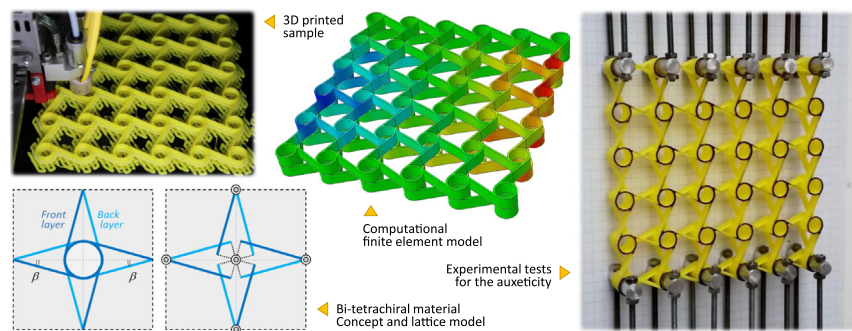 3D printed
sample
Front
layer
Back
layer
β
β
Computational
finite element model
Experimental tests
for the auxeticity
Bi-tetrachiral material
Concept and lattice model